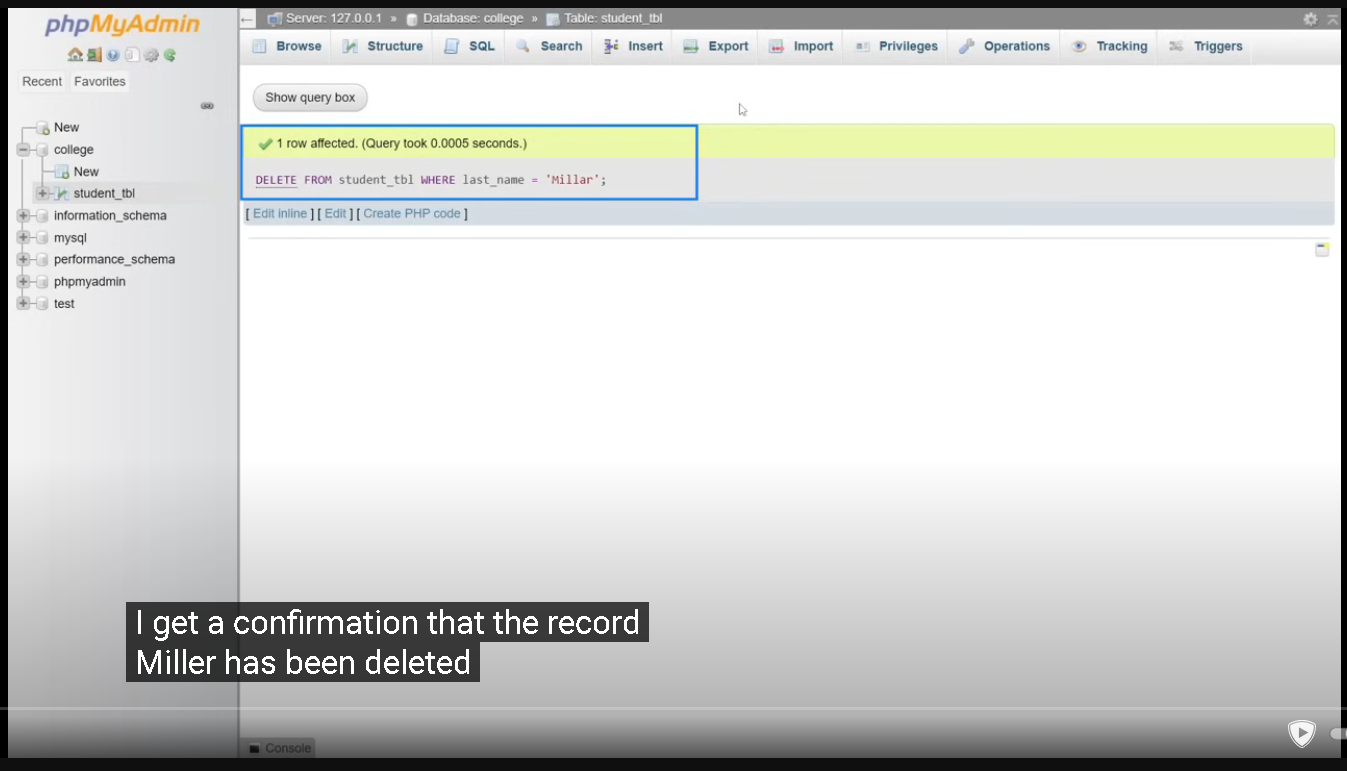 phpMyAdmin
Recent Favorites
New
college
New
student_tbl
information_schema
mysql
performance_schema
phpmyadmin
test
Server: 127.0.0.1 » Database: college » Table: student_tbl
Browse Structure SQL Search Insert Export Import Privileges Operations Tracking Triggers
Show query box
1 row affected. (Query took 0.0005 seconds.)
DELETE FROM student_tbl WHERE last_name = 'Millar';
[ Edit inline ] [ Edit ] [ Create PHP code ]
I get a confirmation that the record
Miller has been deleted
Console